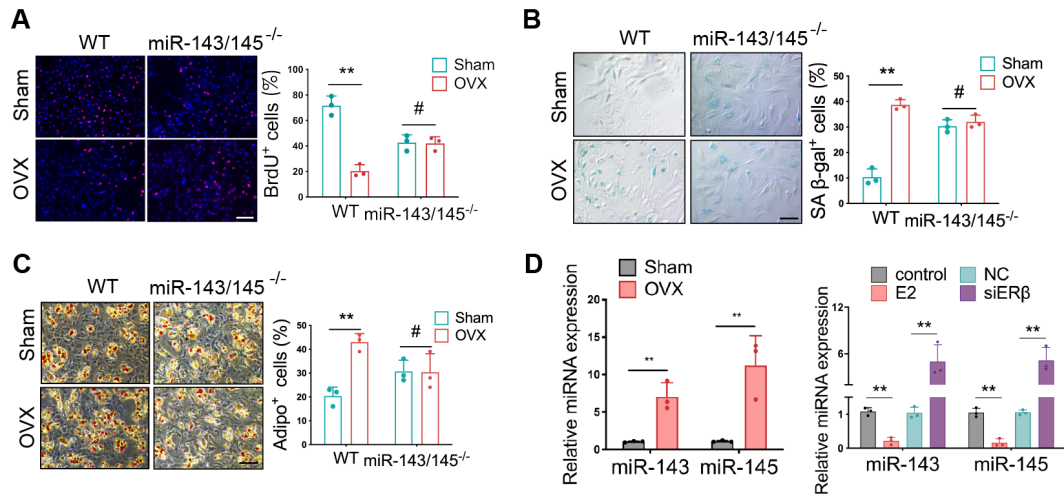 A
WT miR-143/145-/-
Sham
OVX
BrdU+ cells (%)
100
80
60
40
20
0
**
#
Sham
OVX
WT miR-143/145-/-
B
WT miR-143/145-/-
Sham
OVX
SA β-gal+ cells (%)
50
40
30
20
10
0
**
#
Sham
OVX
WT miR-143/145-/-
C
WT miR-143/145-/-
Sham
OVX
Adipo+ cells (%)
50
40
30
20
10
0
**
#
Sham
OVX
WT miR-143/145-/-
D
Sham
OVX
Relative miRNA expression
20
15
10
5
0
**
**
miR-143 miR-145
control NC
E2 siERβ
Relative miRNA expression
12
6
1
0
**
**
**
**
miR-143 miR-145